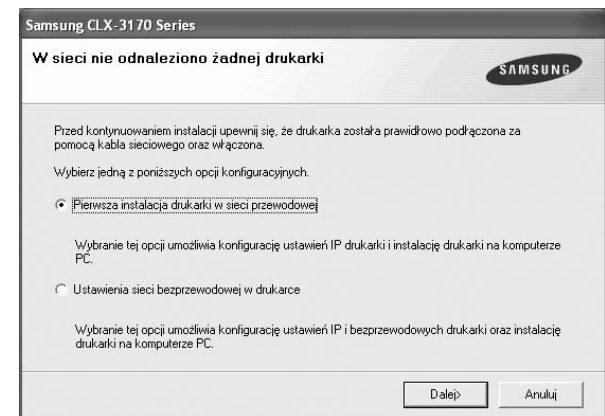 Samsung CLX-3170 Series
W sieci nie odnaleziono żadnej drukarki
SAMSUNG
Przed kontynuowaniem instalacji upewnij się, że drukarka została prawidłowo podłączona za
pomocą kabla sieciowego oraz włączona.
Wybierz jedną z poniższych opcji konfiguracyjnych.
Pierwsza instalacja drukarki w sieci przewodowej
Wybranie tej opcji umożliwia konfigurację ustawień IP drukarki i instalację drukarki na komputerze
PC.
Ustawienia sieci bezprzewodowej w drukarce
Wybranie tej opcji umożliwia konfigurację ustawień IP i bezprzewodowych drukarki oraz instalację
drukarki na komputerze PC.
Dalej> Anuluj